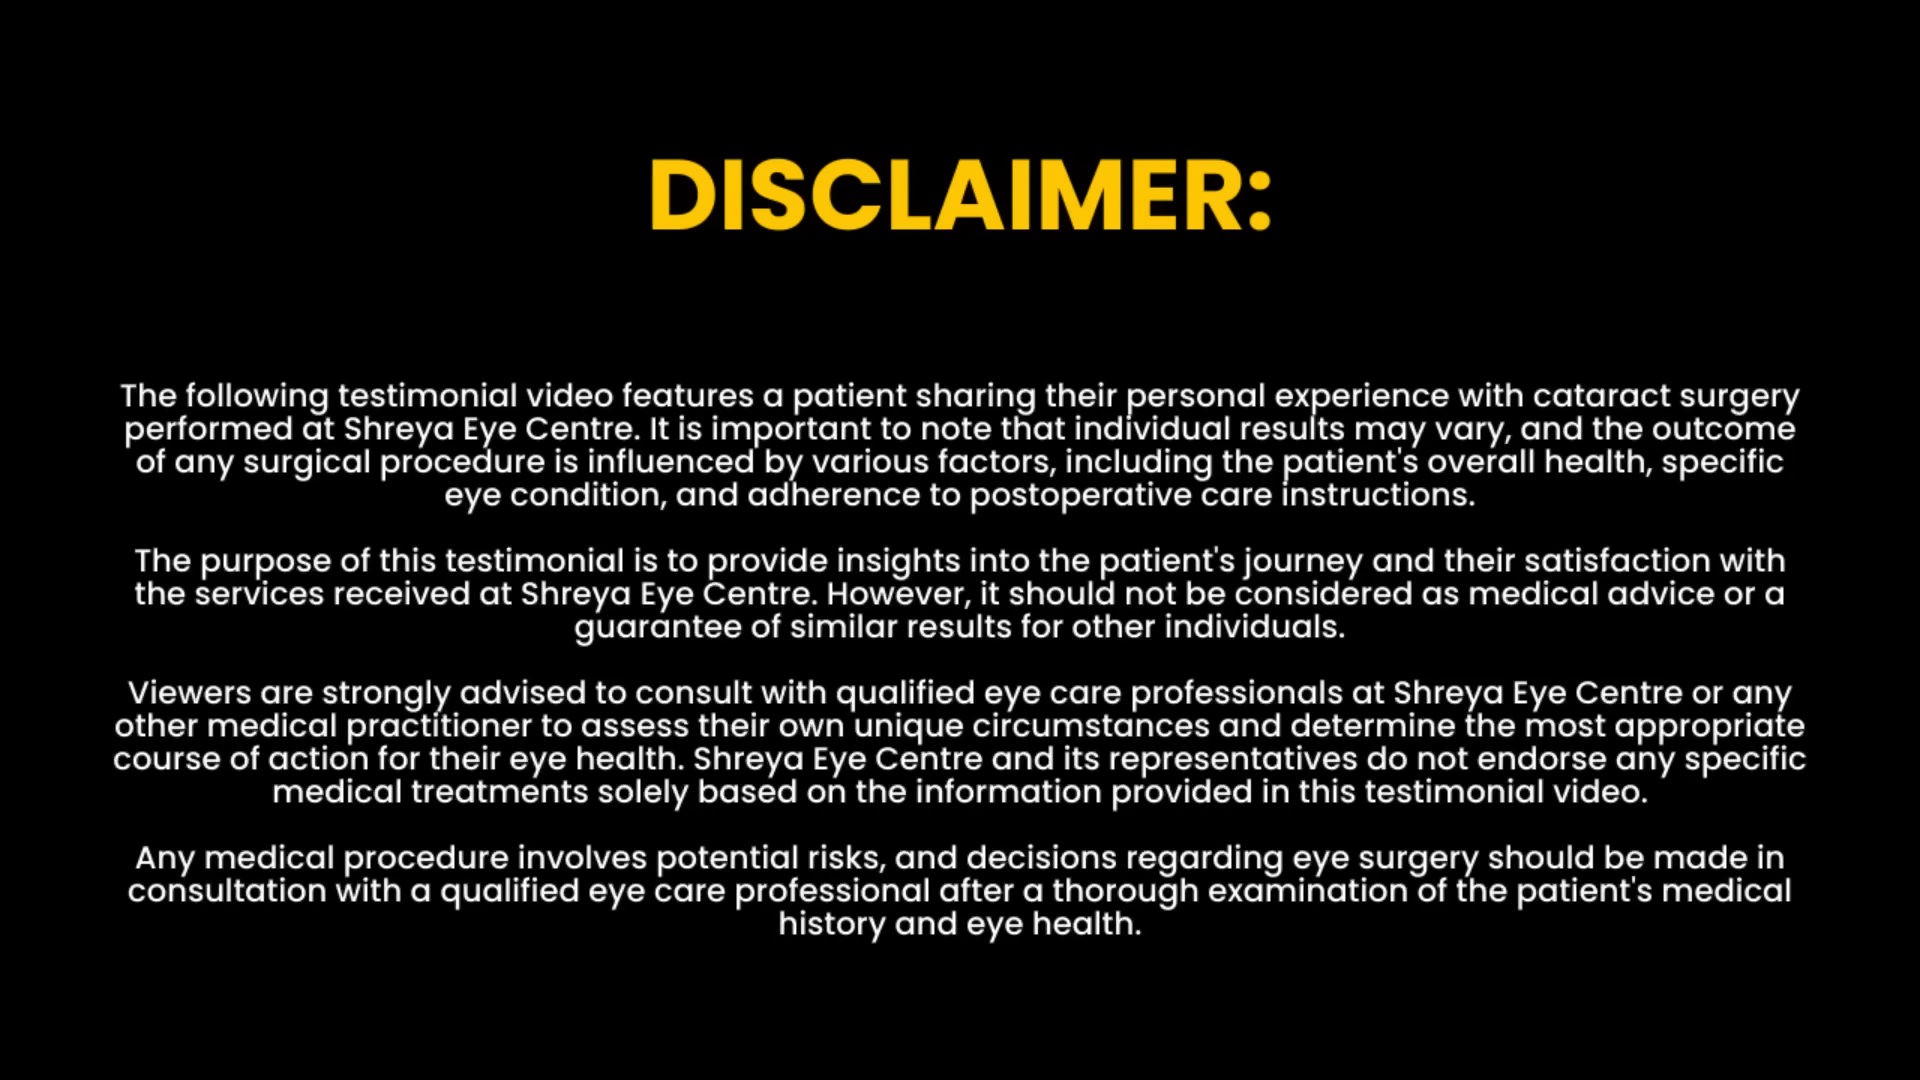 DISCLAIMER:
The following testimonial video features a patient sharing their personal experience with cataract surgery
performed at Shreya Eye Centre. It is important to note that individual results may vary, and the outcome
of any surgical procedure is influenced by various factors, including the patient's overall health, specific
eye condition, and adherence to postoperative care instructions.
The purpose of this testimonial is to provide insights into the patient's journey and their satisfaction with
the services received at Shreya Eye Centre. However, it should not be considered as medical advice or a
guarantee of similar results for other individuals.
Viewers are strongly advised to consult with qualified eye care professionals at Shreya Eye Centre or any
other medical practitioner to assess their own unique circumstances and determine the most appropriate
course of action for their eye health. Shreya Eye Centre and its representatives do not endorse any specific
medical treatments solely based on the information provided in this testimonial video.
Any medical procedure involves potential risks, and decisions regarding eye surgery should be made in
consultation with a qualified eye care professional after a thorough examination of the patient's medical
history and eye health.